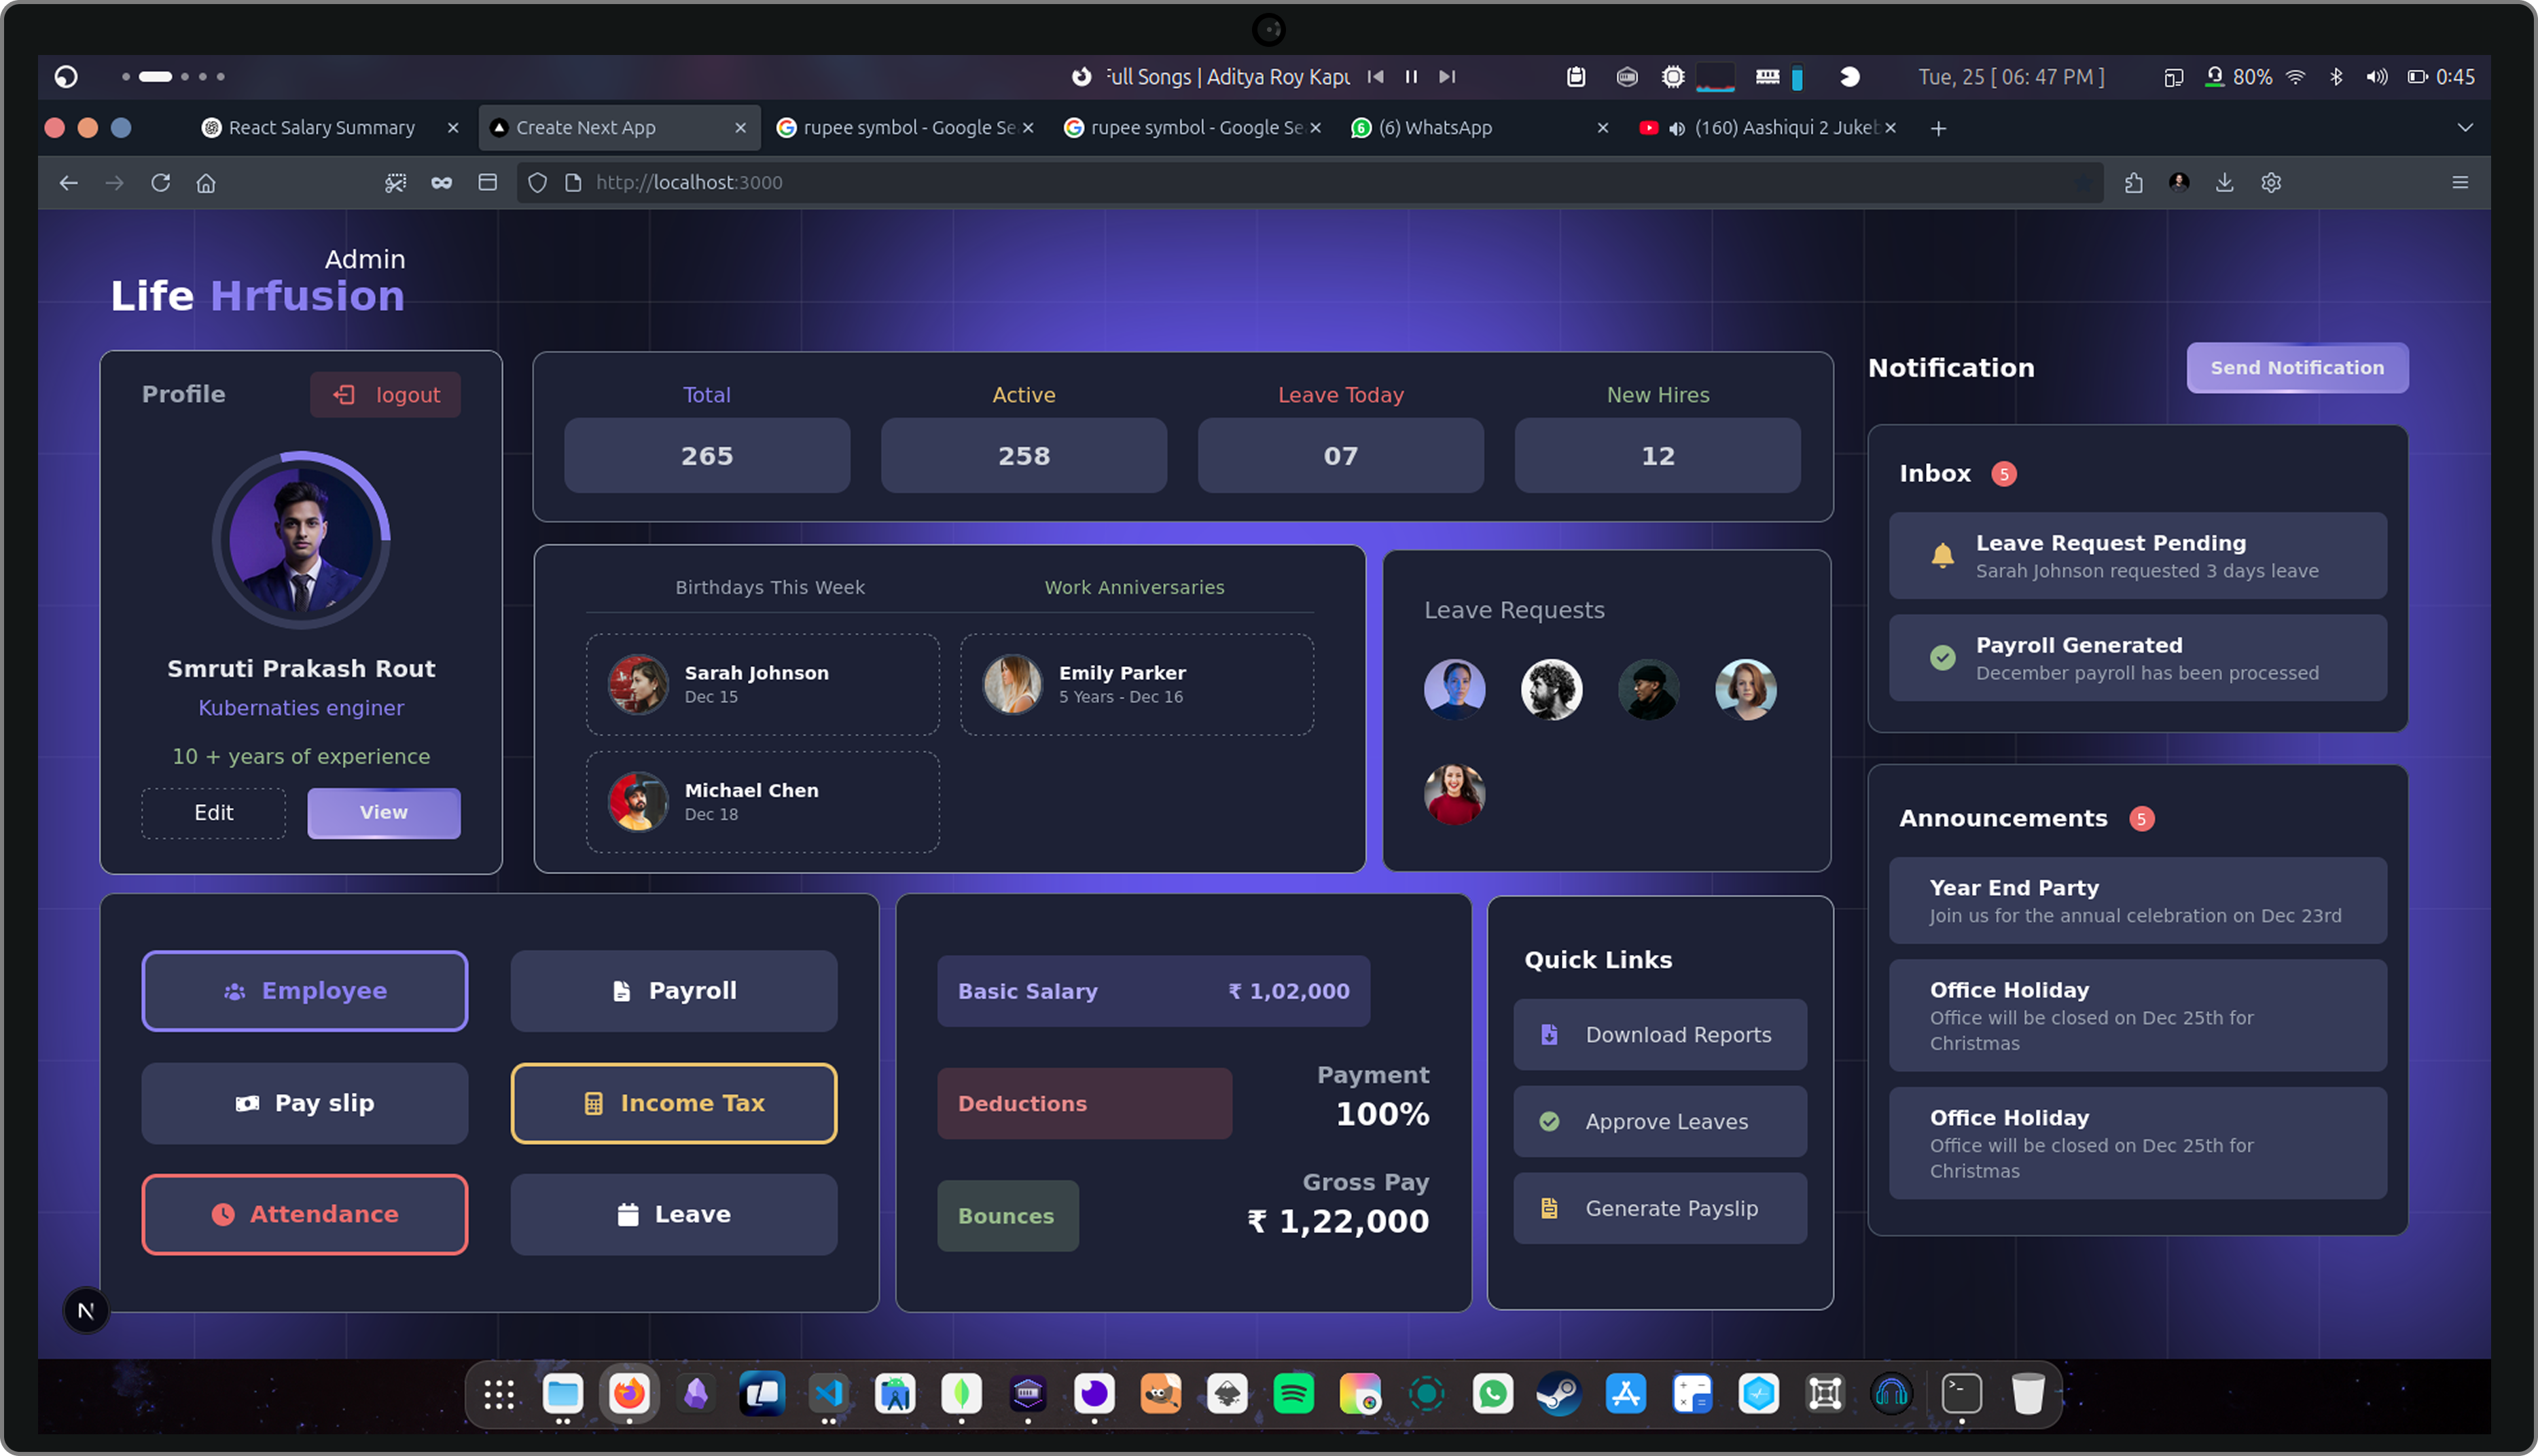 Full Songs | Aditya Roy Kapu
Tue, 25 [ 06: 47 PM ]
80%
0:45
React Salary Summary
Create Next App
rupee symbol - Google Se
rupee symbol - Google Se
(6) WhatsApp
(160) Aashiqui 2 Juke
http://localhost:3000
Admin
Life Hrfusion
Profile
logout
Smruti Prakash Rout
Kubernaties enginer
10 + years of experience
Edit
View
Total
Active
Leave Today
New Hires
265
258
07
12
Birthdays This Week
Work Anniversaries
Sarah Johnson
Dec 15
Emily Parker
5 Years - Dec 16
Michael Chen
Dec 18
Leave Requests
Notification
Send Notification
Inbox 5
Leave Request Pending
Sarah Johnson requested 3 days leave
Payroll Generated
December payroll has been processed
Announcements 5
Year End Party
Join us for the annual celebration on Dec 23rd
Office Holiday
Office will be closed on Dec 25th for
Christmas
Office Holiday
Office will be closed on Dec 25th for
Christmas
Employee
Payroll
Pay slip
Income Tax
Attendance
Leave
Basic Salary
₹ 1,02,000
Deductions
Payment
100%
Bounces
Gross Pay
₹ 1,22,000
Quick Links
Download Reports
Approve Leaves
Generate Payslip
N